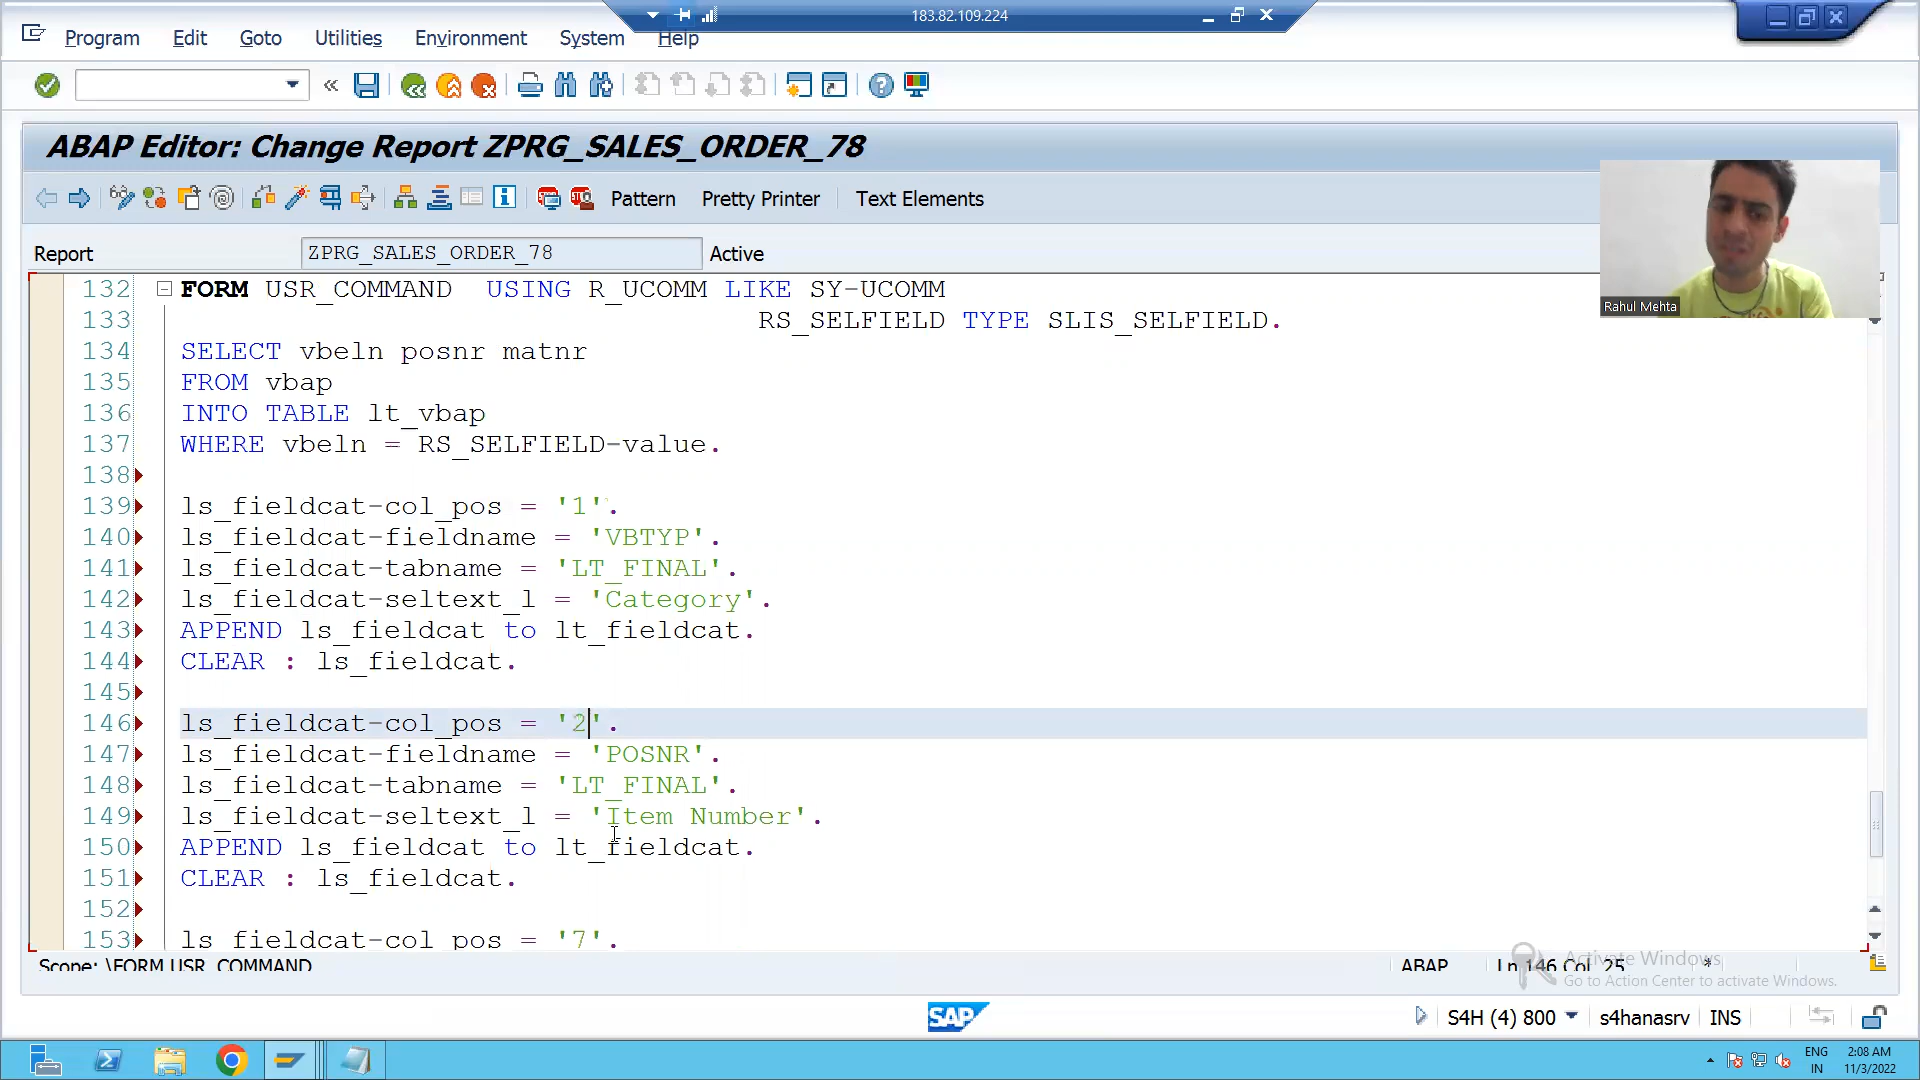 183.82.109.224
Program Edit Goto Utilities Environment System Help
ABAP Editor: Change Report ZPRG_SALES_ORDER_78
Pattern Pretty Printer Text Elements
Report ZPRG_SALES_ORDER_78 Active
Rahul Mehta
132 FORM USR_COMMAND USING R_UCOMM LIKE SY-UCOMM
133 RS_SELFIELD TYPE SLIS_SELFIELD.
134 SELECT vbeln posnr matnr
135 FROM vbap
136 INTO TABLE lt_vbap
137 WHERE vbeln = RS_SELFIELD-value.
138
139 ls_fieldcat-col_pos = '1'.
140 ls_fieldcat-fieldname = 'VBTYP'.
141 ls_fieldcat-tabname = 'LT_FINAL'.
142 ls_fieldcat-seltext_l = 'Category'.
143 APPEND ls_fieldcat to lt_fieldcat.
144 CLEAR : ls_fieldcat.
145
146 ls_fieldcat-col_pos = '2'.
147 ls_fieldcat-fieldname = 'POSNR'.
148 ls_fieldcat-tabname = 'LT_FINAL'.
149 ls_fieldcat-seltext_l = 'Item Number'.
150 APPEND ls_fieldcat to lt_fieldcat.
151 CLEAR : ls_fieldcat.
152
153 ls_fieldcat-col_pos = '7'.
Scope: \FORM USR_COMMAND ABAP Ln 146 Col 25 *
Activate Windows
Go to Action Center to activate Windows.
SAP S4H (4) 800 s4hanasrv INS
ENG 2:08 AM
IN 11/3/2022